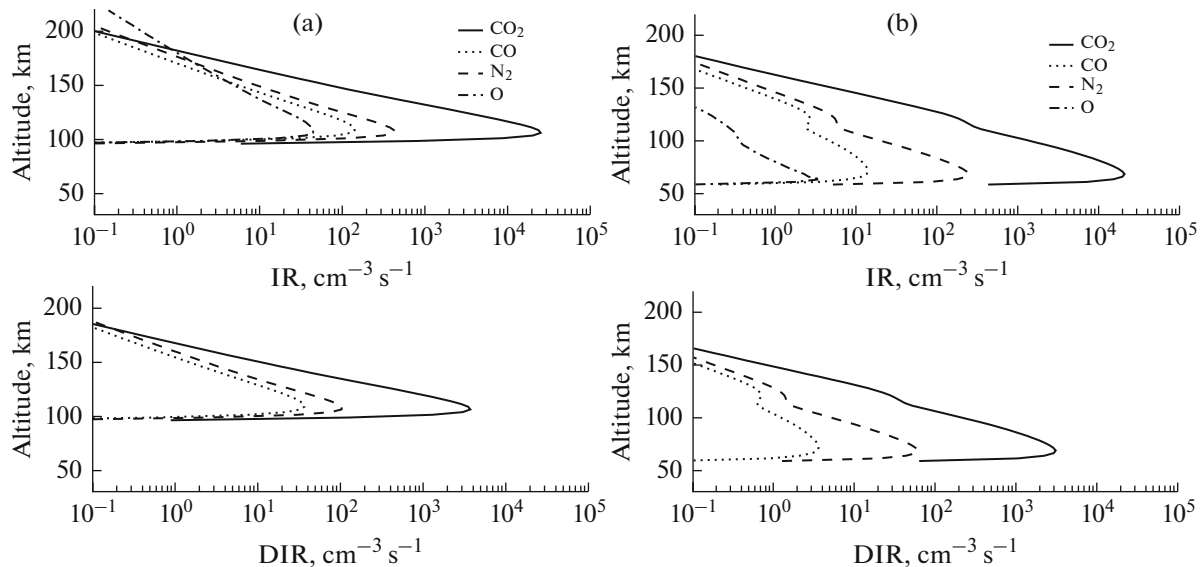 (a)
200
150
100
50
Altitude, km
CO₂
CO
N₂
O
10⁻¹ 10⁰ 10¹ 10² 10³ 10⁴ 10⁵
IR, cm⁻³ s⁻¹
(b)
200
150
100
50
Altitude, km
CO₂
CO
N₂
O
10⁻¹ 10⁰ 10¹ 10² 10³ 10⁴ 10⁵
IR, cm⁻³ s⁻¹
200
150
100
50
Altitude, km
10⁻¹ 10⁰ 10¹ 10² 10³ 10⁴ 10⁵
DIR, cm⁻³ s⁻¹
200
150
100
50
Altitude, km
10⁻¹ 10⁰ 10¹ 10² 10³ 10⁴ 10⁵
DIR, cm⁻³ s⁻¹